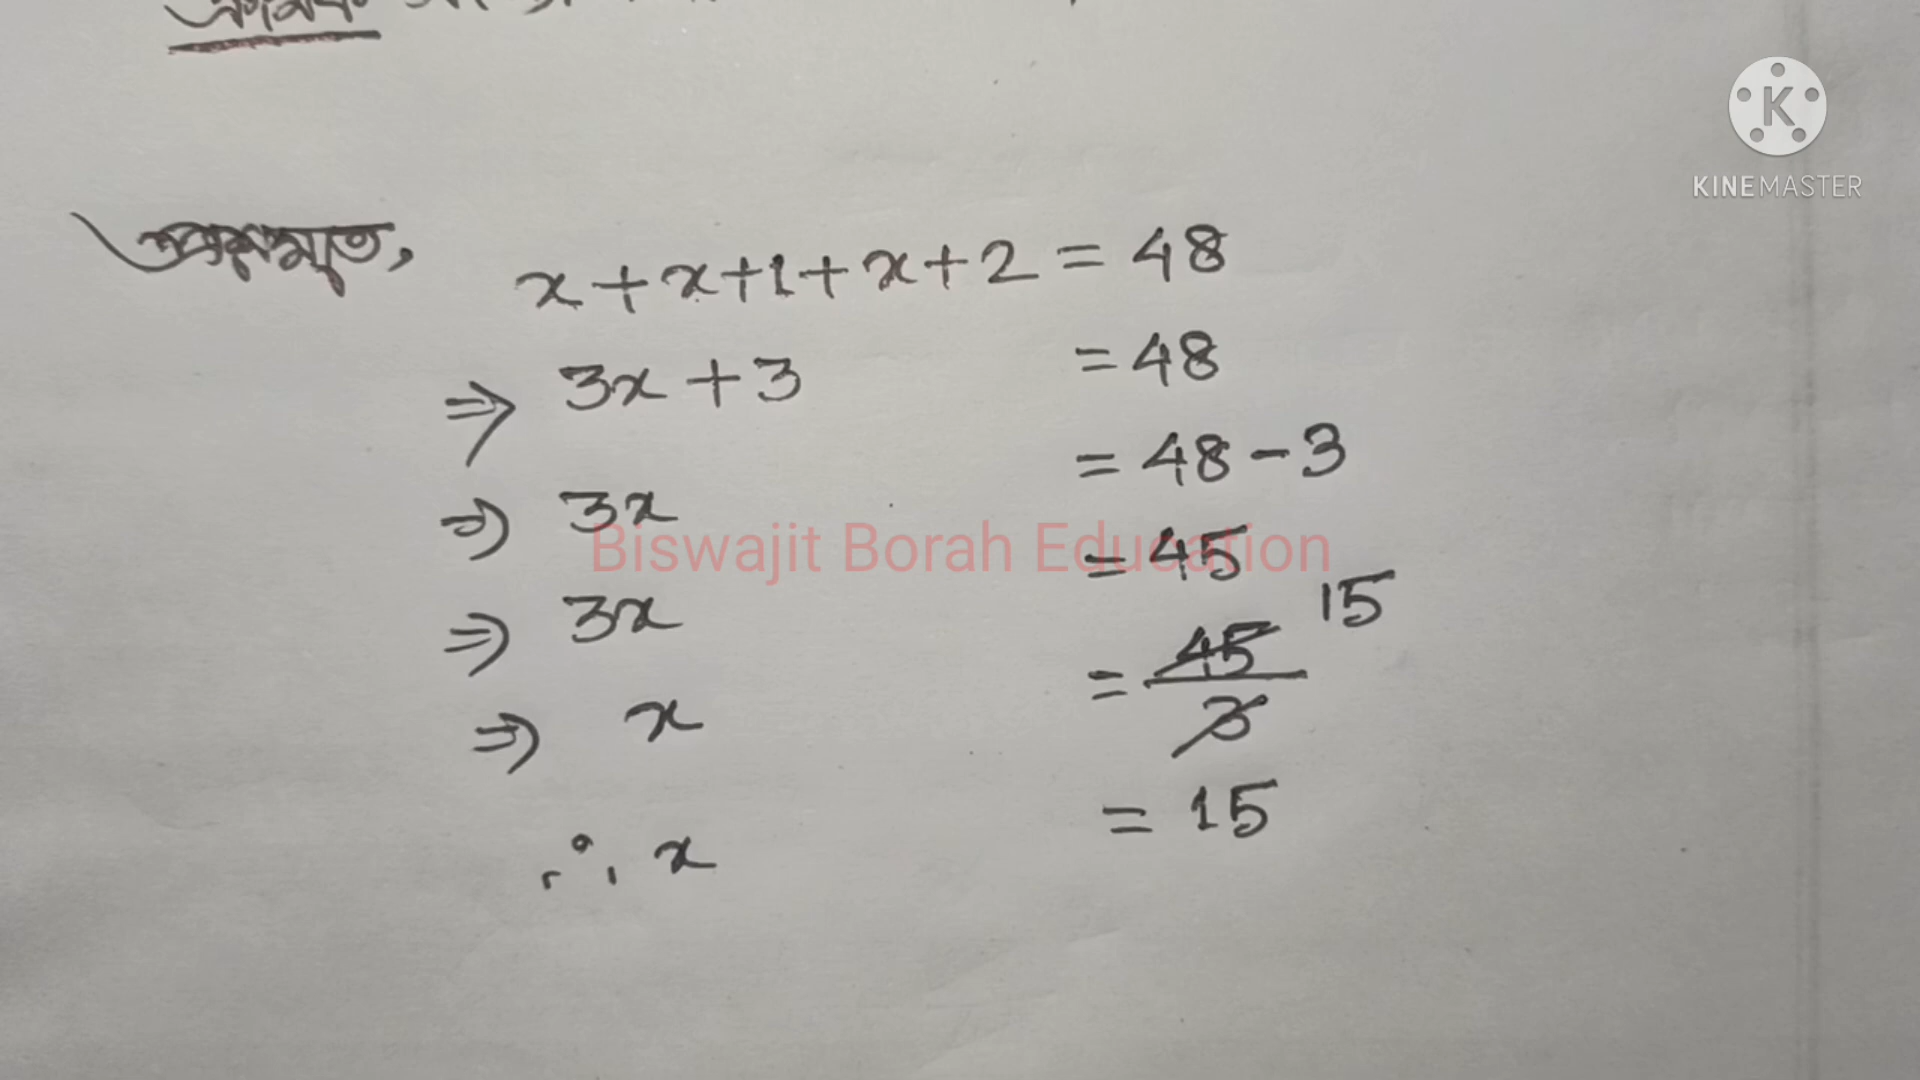 K
KINEMASTER
প্ৰশ্নমতে,
x + x + 1 + x + 2 = 48
⇒ 3x + 3 = 48
⇒ 3x = 48 - 3
⇒ 3x = 45
⇒ x = 45/3 15
∴ x = 15
Biswajit Borah Education